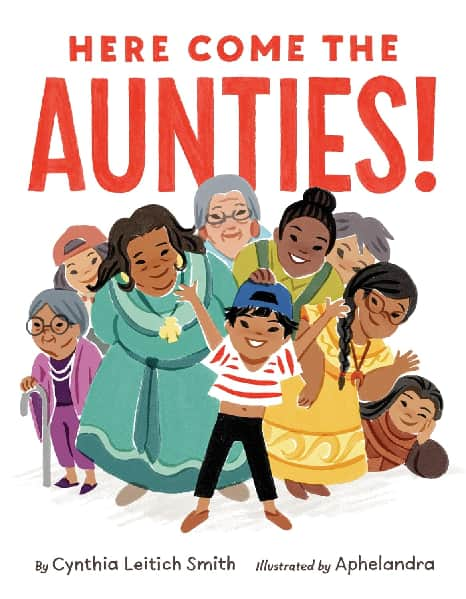 HERE COME THE
AUNTIES!
By Cynthia Leitich Smith Illustrated by Aphelandra